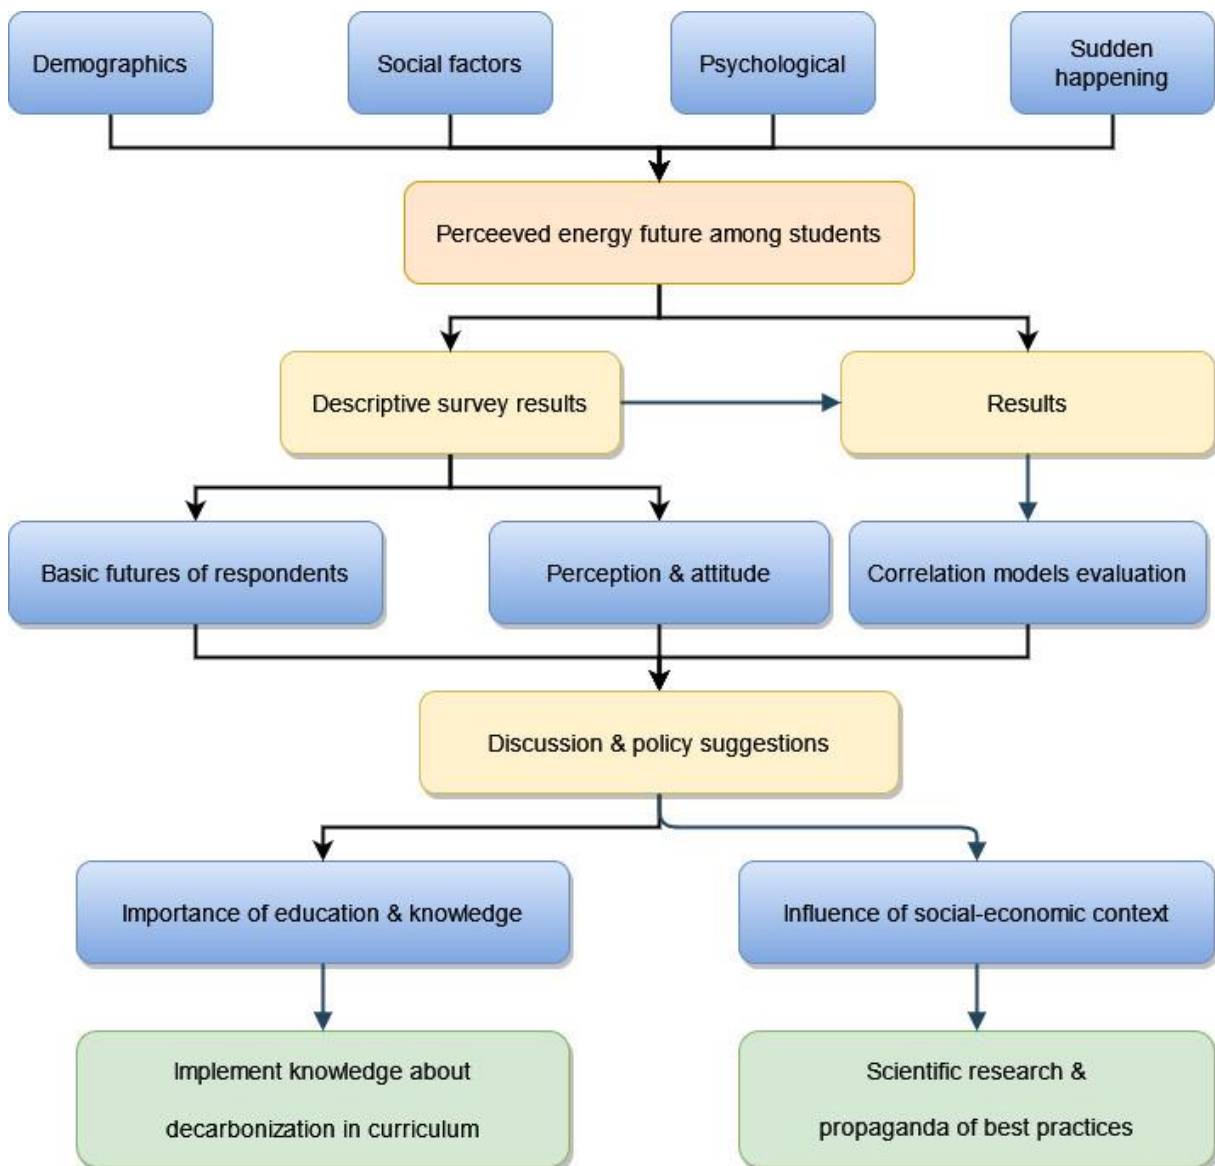 Demographics
Social factors
Psychological
Sudden
happening
Perceeved energy future among students
Descriptive survey results
Results
Basic futures of respondents
Perception & attitude
Correlation models evaluation
Discussion & policy suggestions
Importance of education & knowledge
Influence of social-economic context
Implement knowledge about
decarbonization in curriculum
Scientific research &
propaganda of best practices